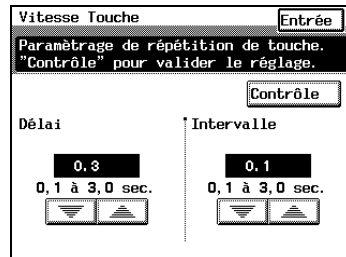 Vitesse Touche
Entrée
Paramètrage de répétition de touche.
"Contrôle" pour valider le réglage.
Contrôle
Délai
Intervalle
0.3
0.1
0,1 à 3,0 sec.
0,1 à 3,0 sec.